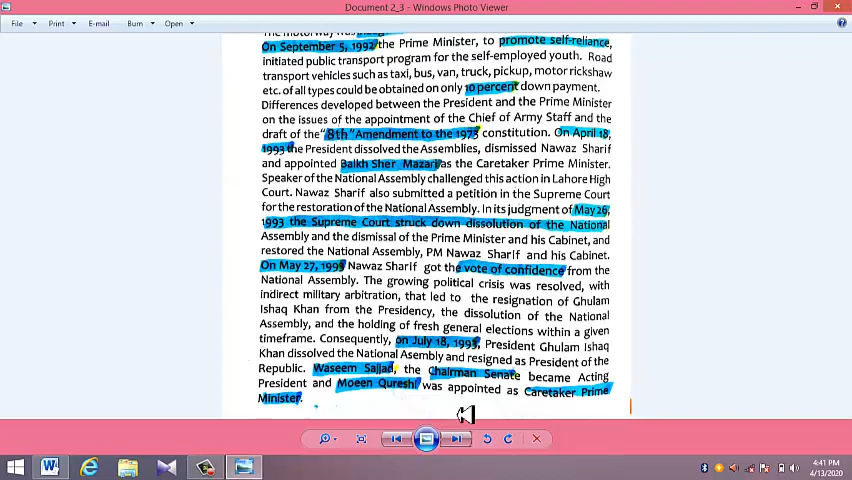 Document 2_3 - Windows Photo Viewer
File Print Burn E-mail Open
The motorway was
On September 5, 1992 the Prime Minister, to promote self-reliance,
initiated public transport program for the self-employed youth. Road
transport vehicles such as taxi, bus, van, truck, pickup, motor rickshaw
etc. of all types could be obtained on only 10 percent down payment.
Differences developed between the President and the Prime Minister
on the issues of the appointment of the Chief of Army Staff and the
draft of the "8th "Amendment to the 1973 constitution. On April 18,
1993 the President dissolved the Assemblies, dismissed Nawaz Sharif
and appointed Balkh Sher Mazari as the Caretaker Prime Minister.
Speaker of the National Assembly challenged this action in Lahore High
Court. Nawaz Sharif also submitted a petition in the Supreme Court
for the restoration of the National Assembly. In its judgment of May 26,
1993 the Supreme Court struck down dissolution of the National
Assembly and the dismissal of the Prime Minister and his Cabinet, and
restored the National Assembly, PM Nawaz Sharif and his Cabinet.
On May 27, 1993 Nawaz Sharif got the vote of confidence from the
National Assembly. The growing political crisis was resolved, with
indirect military arbitration, that led to the resignation of Ghulam
Ishaq Khan from the Presidency, the dissolution of the National
Assembly, and the holding of fresh general elections within a given
timeframe. Consequently, on July 18, 1993, President Ghulam Ishaq
Khan dissolved the National Asembly and resigned as President of the
Republic. Waseem Sajjad, the Chairman Senate became Acting
President and Moeen Qureshi was appointed as Caretaker Prime
Minister.
4:41 PM
4/13/2020